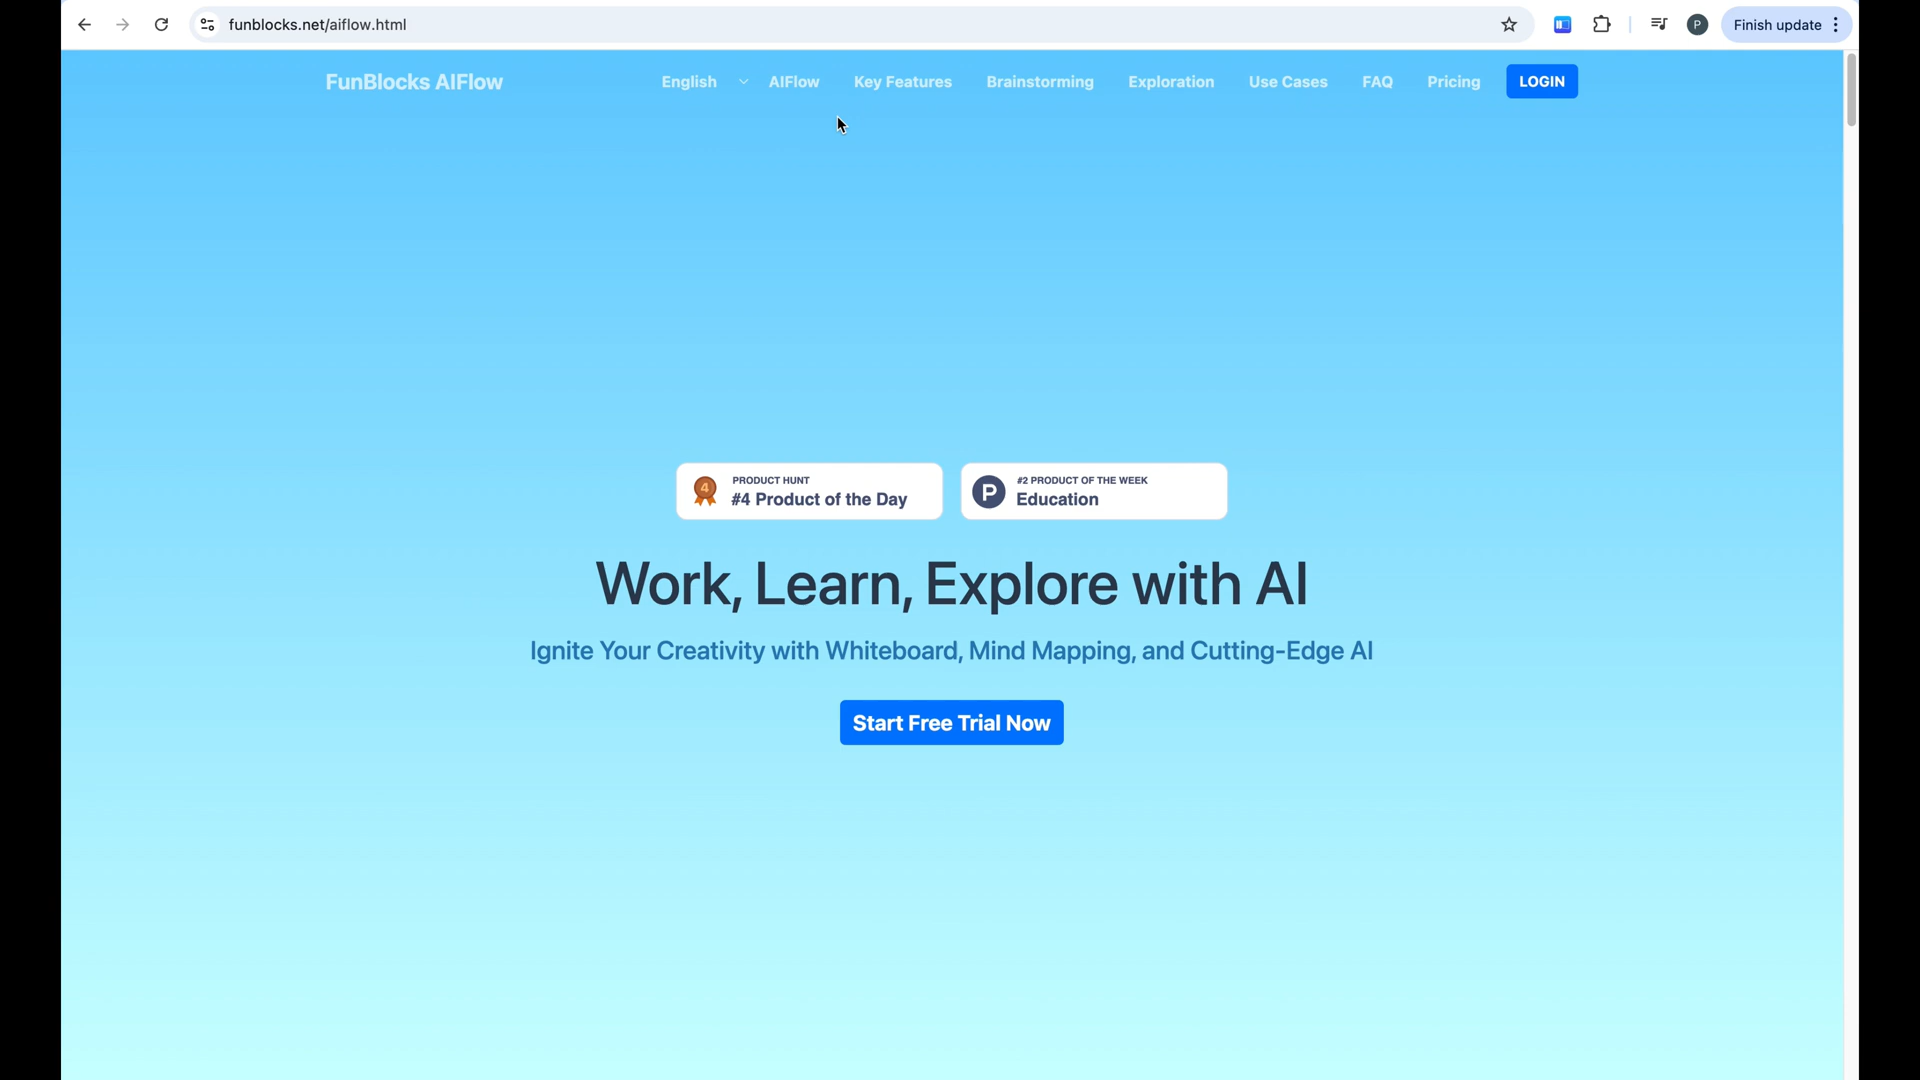 funblocks.net/aiflow.html
P
Finish update
FunBlocks AIFlow
English
AIFlow
Key Features
Brainstorming
Exploration
Use Cases
FAQ
Pricing
LOGIN
4
PRODUCT HUNT
#4 Product of the Day
P
#2 PRODUCT OF THE WEEK
Education
Work, Learn, Explore with AI
Ignite Your Creativity with Whiteboard, Mind Mapping, and Cutting-Edge AI
Start Free Trial Now